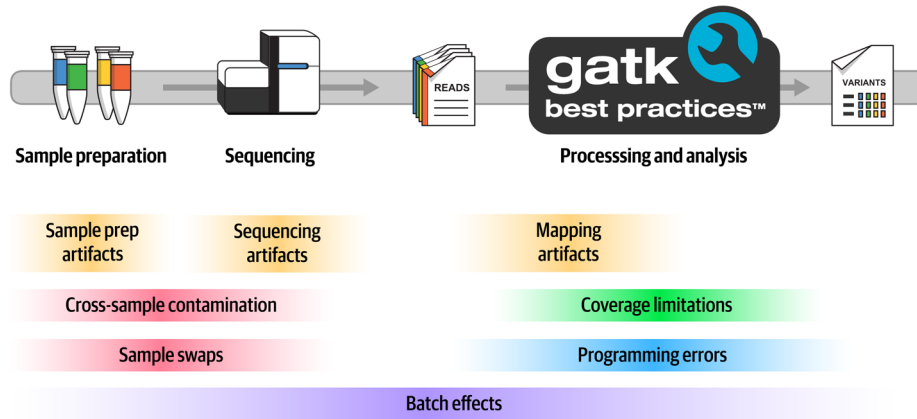 READS
gatk
best practices™
VARIANTS
Sample preparation
Sequencing
Processsing and analysis
Sample prep
artifacts
Sequencing
artifacts
Mapping
artifacts
Cross-sample contamination
Coverage limitations
Sample swaps
Programming errors
Batch effects